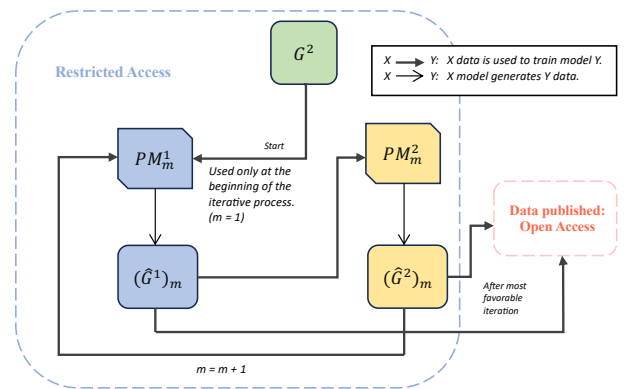 G²
Restricted Access
X → Y: X data is used to train model Y.
X → Y: X model generates Y data.
Start
PM¹ₘ
PM²ₘ
Used only at the
beginning of the
iterative process.
(m = 1)
Data published:
Open Access
(Ĝ¹)ₘ
(Ĝ²)ₘ
After most
favorable
iteration
m = m + 1